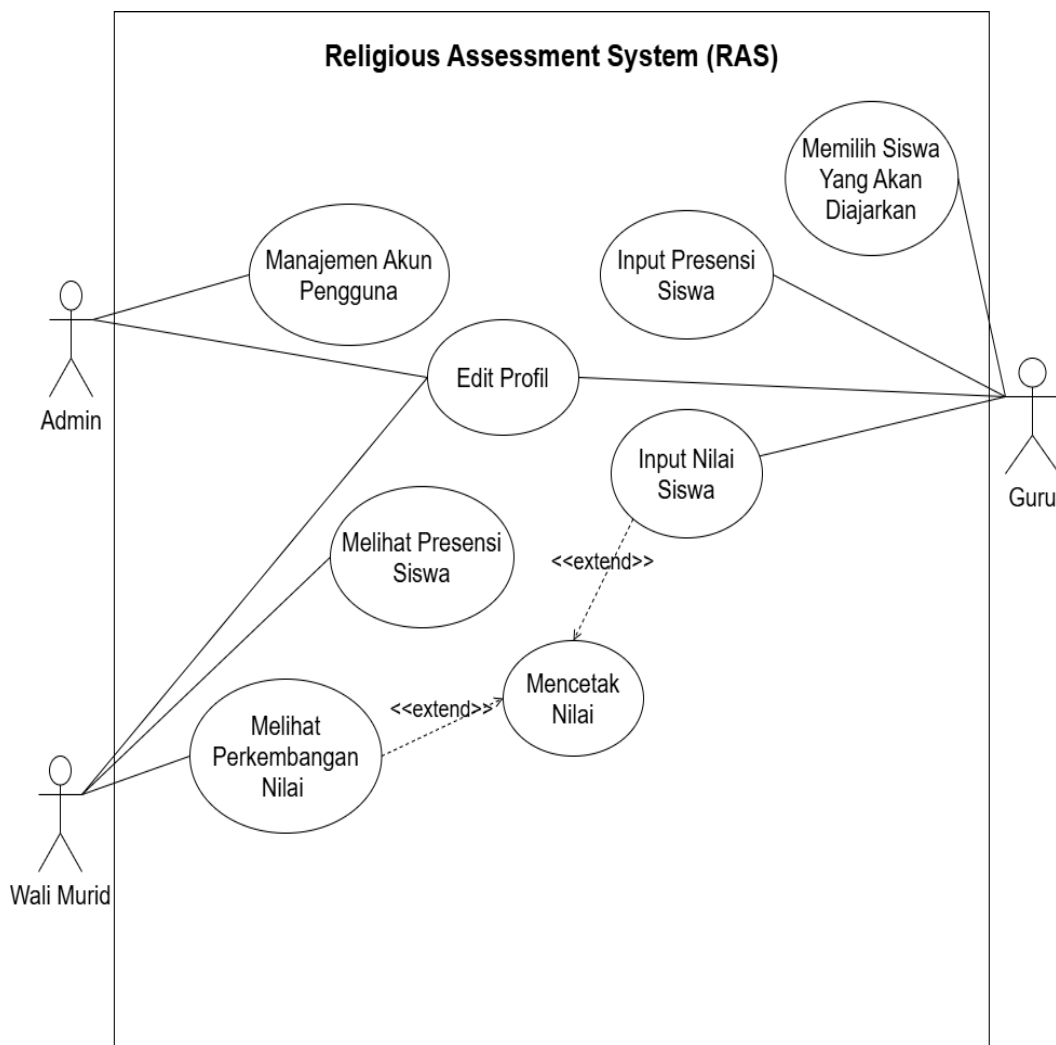 Religious Assessment System (RAS)
Memilih Siswa
Yang Akan
Diajarkan
Manajemen Akun
Pengguna
Input Presensi
Siswa
Edit Profil
Admin
Input Nilai
Siswa
Guru
Melihat Presensi
Siswa
<<extend>>
Mencetak
Nilai
<<extend>>
Melihat
Perkembangan
Nilai
Wali Murid